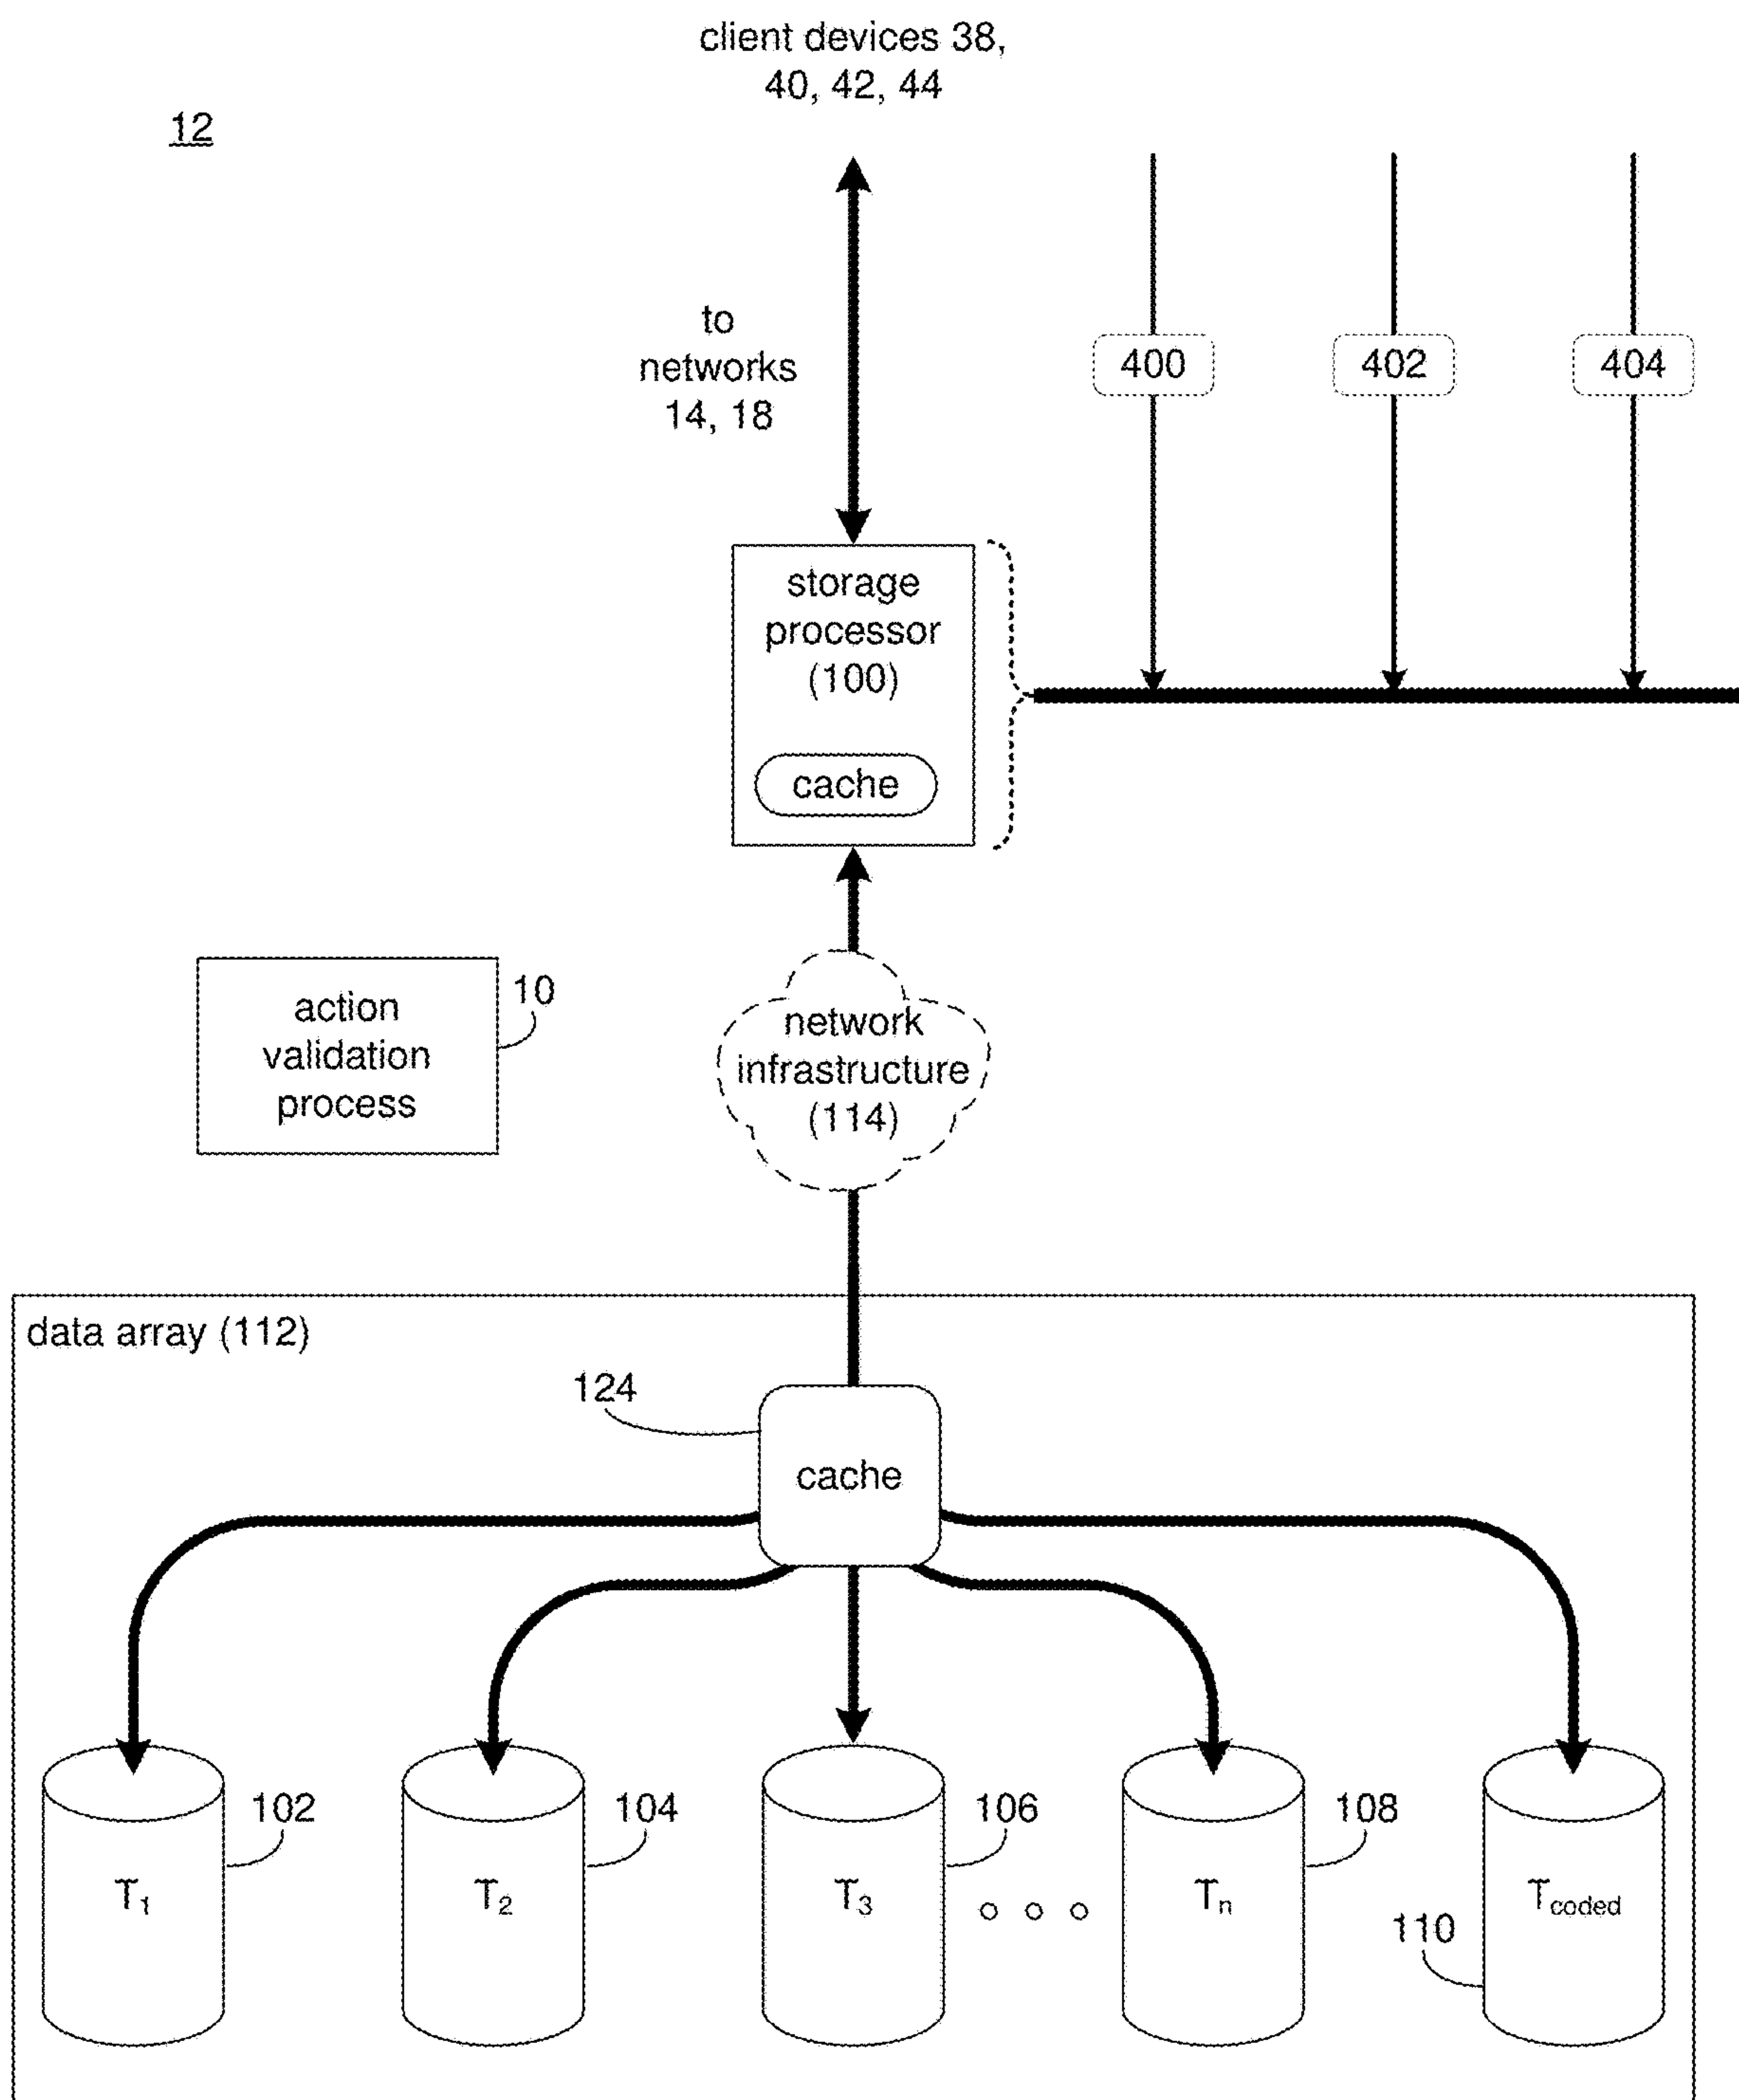 client devices 38,
40, 42, 44
12
to
networks
14, 18
400
402
404
storage
processor
(100)
cache
action
validation
process
10
network
infrastructure
(114)
data array (112)
124
cache
102
104
106
108
T1
T2
T3
Tn
Tcoded
110